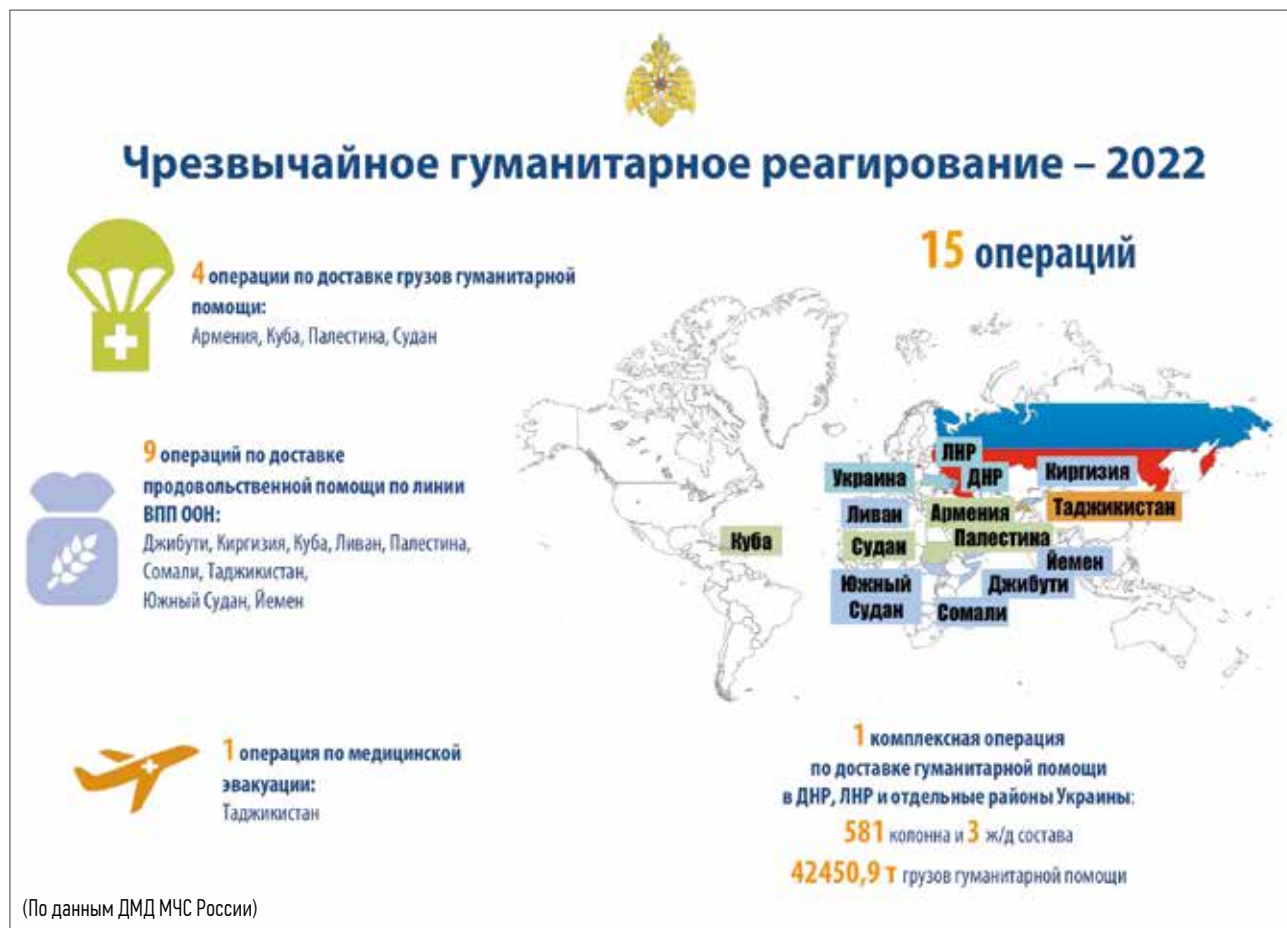 Чрезвычайное гуманитарное реагирование – 2022
4 операции по доставке грузов гуманитарной
помощи:
Армения, Куба, Палестина, Судан
9 операций по доставке
продовольственной помощи по линии
ВПП ООН:
Джибути, Киргизия, Куба, Ливан, Палестина,
Сомали, Таджикистан,
Южный Судан, Йемен
1 операция по медицинской
эвакуации:
Таджикистан
15 операций
ЛНР
Украина
ДНР
Киргизия
Ливан
Армения
Таджикистан
Куба
Судан
Палестина
Йемен
Южный
Судан
Джибути
Сомали
1 комплексная операция
по доставке гуманитарной помощи
в ДНР, ЛНР и отдельные районы Украины:
581 колонна и 3 ж/д состава
42450,9 т грузов гуманитарной помощи
(По данным ДМД МЧС России)